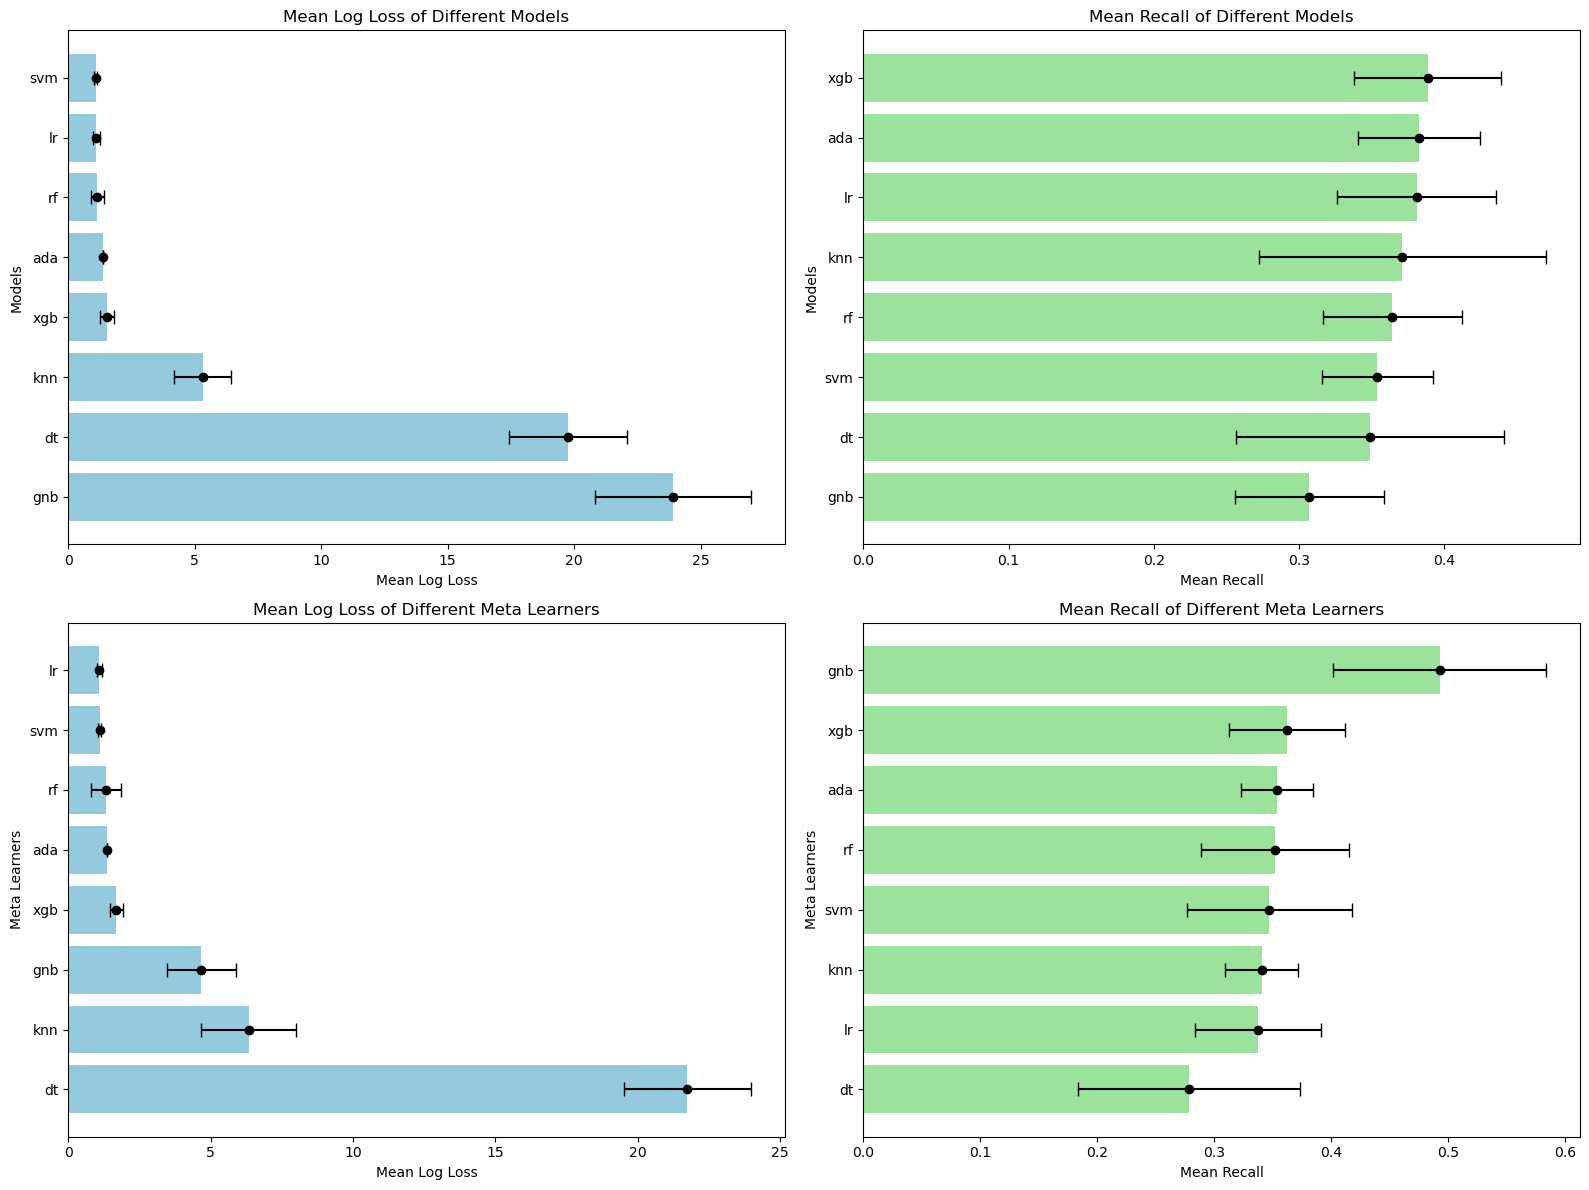 Mean Log Loss of Different Models
Models
svm
lr
rf
ada
xgb
knn
dt
gnb
0 5 10 15 20 25
Mean Log Loss
Mean Recall of Different Models
Models
xgb
ada
lr
knn
rf
svm
dt
gnb
0.0 0.1 0.2 0.3 0.4
Mean Recall
Mean Log Loss of Different Meta Learners
Meta Learners
lr
svm
rf
ada
xgb
gnb
knn
dt
0 5 10 15 20 25
Mean Log Loss
Mean Recall of Different Meta Learners
Meta Learners
gnb
xgb
ada
rf
svm
knn
lr
dt
0.0 0.1 0.2 0.3 0.4 0.5 0.6
Mean Recall